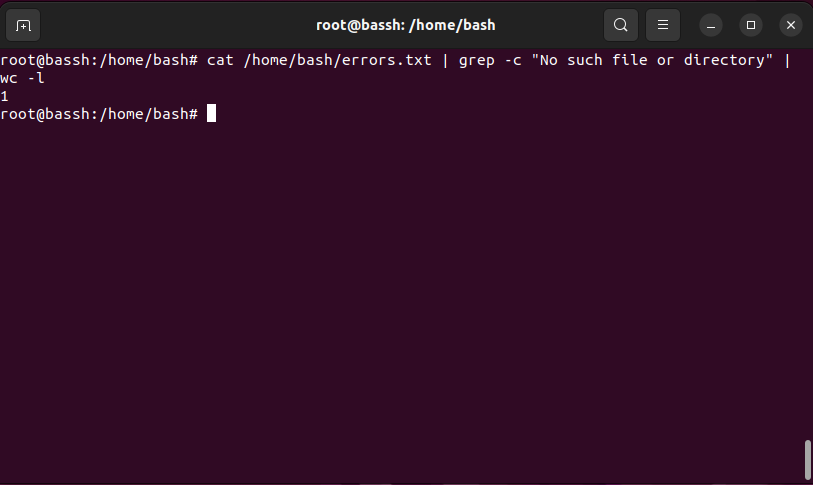 root@bassh: /home/bash
root@bassh:/home/bash# cat /home/bash/errors.txt | grep -c "No such file or directory" |
wc -l
1
root@bassh:/home/bash#